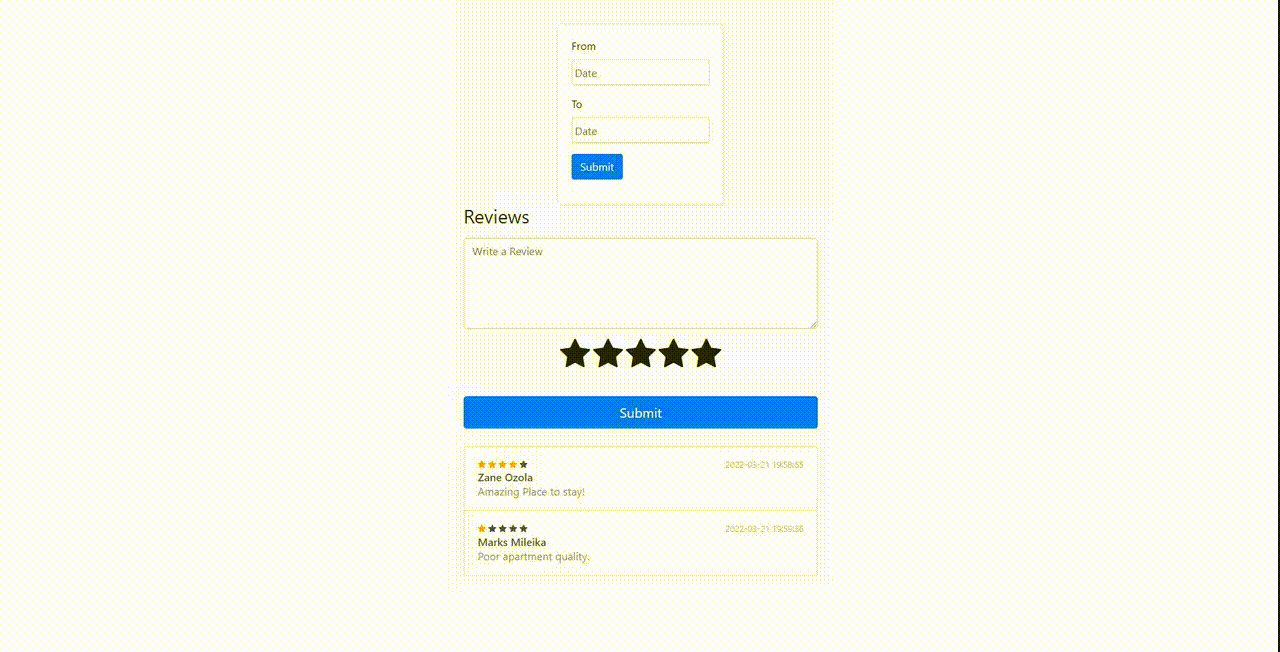 From
Date
To
Date
Submit
Reviews
Write a Review
Submit
2022-03-21 19:58:55
Zane Ozola
Amazing Place to stay!
2022-03-21 19:59:36
Marks Mileika
Poor apartment quality.